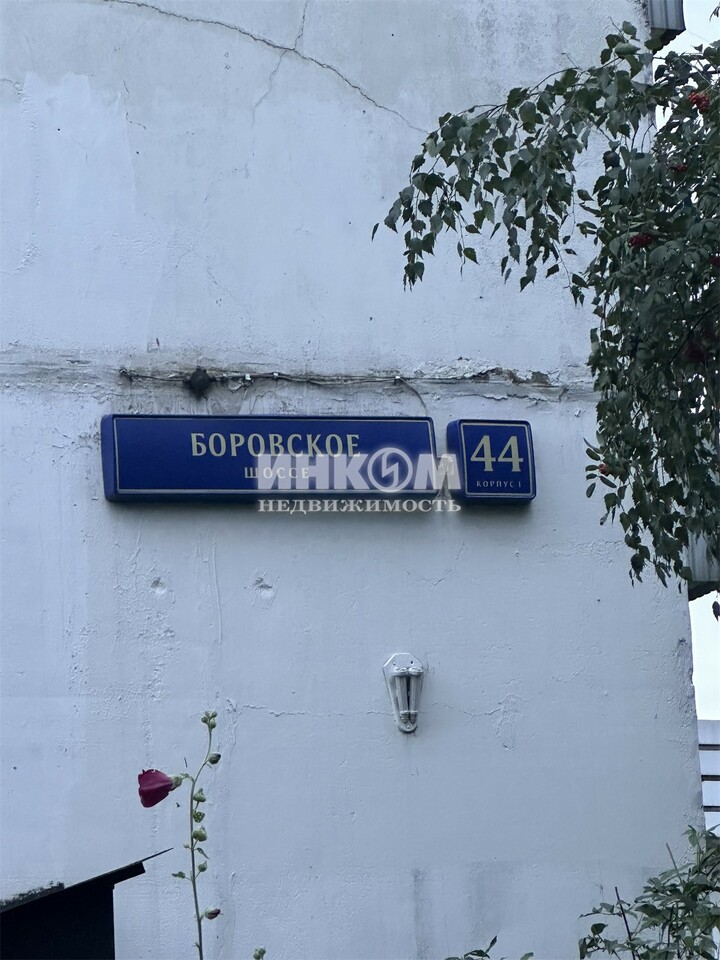 БОРОВСКОЕ
ШОССЕ
44
КОРПУС 1
ИНКОМ
НЕДВИЖИМОСТЬ